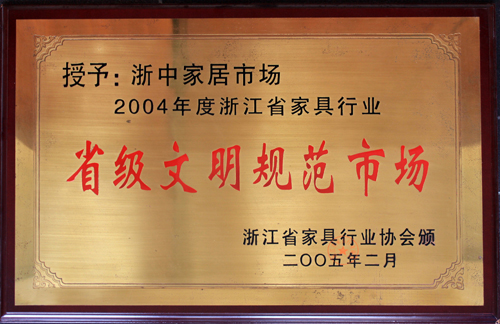 授予：浙中家居市场
2004年度浙江省家具行业
省级文明规范市场
浙江省家具行业协会颁
二〇〇五年二月